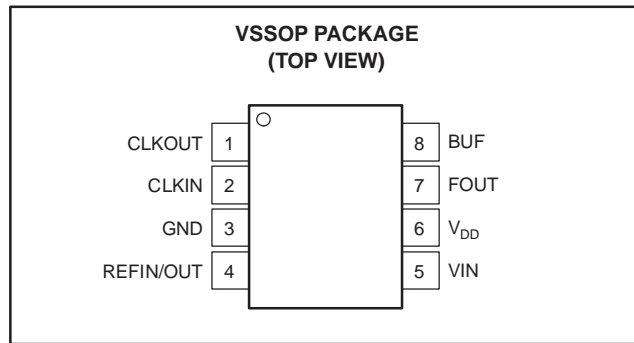 VSSOP PACKAGE
(TOP VIEW)
CLKOUT 1 8 BUF
CLKIN 2 7 FOUT
GND 3 6 VDD
REFIN/OUT 4 5 VIN